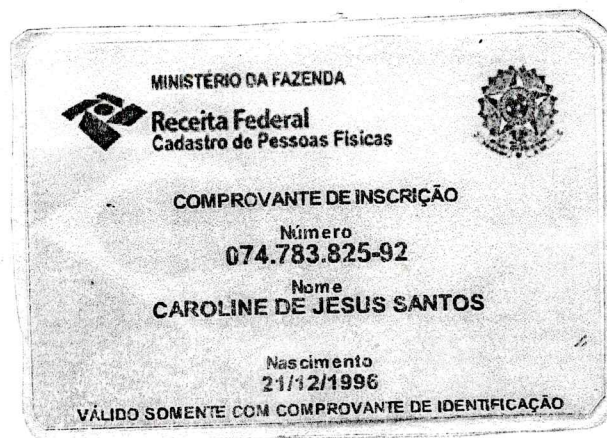 MINISTÉRIO DA FAZENDA
Receita Federal
Cadastro de Pessoas Físicas
COMPROVANTE DE INSCRIÇÃO
Número
074.783.825-92
Nome
CAROLINE DE JESUS SANTOS
Nascimento
21/12/1996
VÁLIDO SOMENTE COM COMPROVANTE DE IDENTIFICAÇÃO